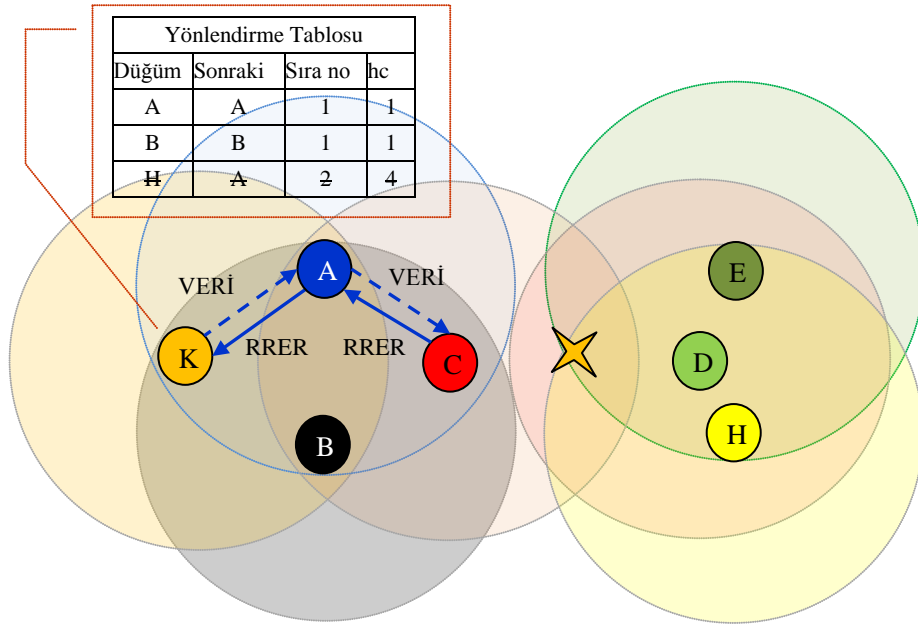 Yönlendirme Tablosu
Düğüm Sonraki Sıra no hc
A A 1 1
B B 1 1
H A 2 4
A
VERİ VERİ
E
K RRER RRER C D
B H